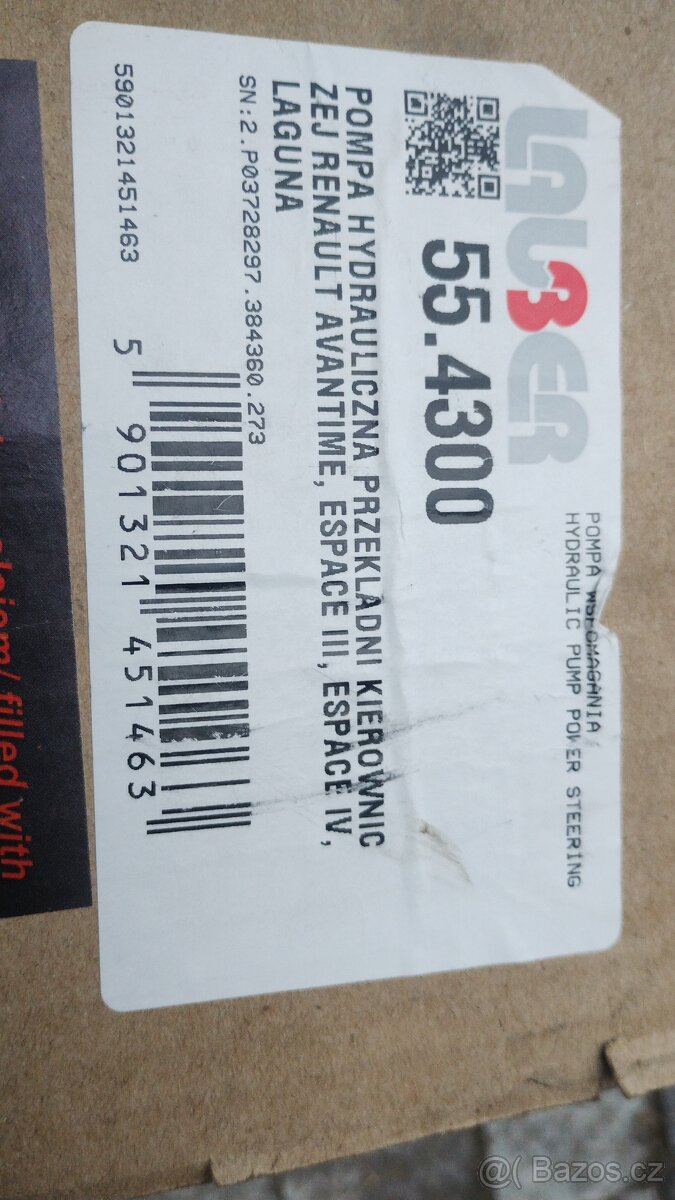 LAUBER
POMPA WSPOMAGANIA/
HYDRAULIC PUMP POWER STEERING
55.4300
POMPA HYDRAULICZNA PRZEKLADNI KIEROWNIC
ZEJ RENAULT AVANTIME, ESPACE III, ESPACE IV,
LAGUNA
SN:2.P03728297.384360.273
5901321451463
5 901321 451463
/ filled with
@ Bazos.cz